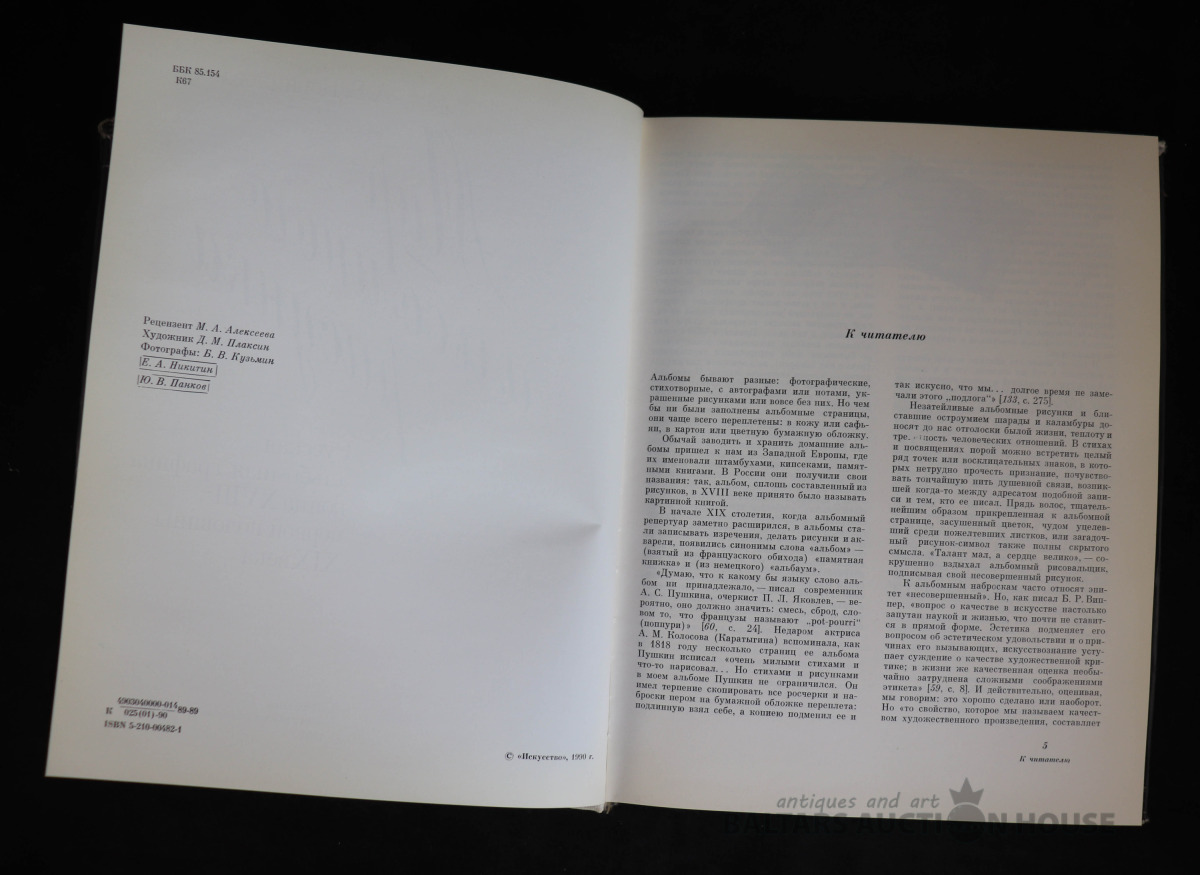 ББК 85.154
К67
Рецензент М. А. Алексеева
Художник Д. М. Плаксин
Фотографы: Б. В. Кузьмин
Е. А. Никитин
Ю. В. Панков
К 4903040000-014 89-89
025(01)-90
ISBN 5-210-00482-1
© «Искусство», 1990 г.
К читателю
Альбомы бывают разные: фотографические,
стихотворные, с автографами или нотами, ук-
рашенные рисунками или вовсе без них. Но чем
бы ни были заполнены альбомные страницы,
они чаще всего переплетены: в кожу или сафь-
ян, в картон или цветную бумажную обложку.
Обычай заводить и хранить домашние аль-
бомы пришел к нам из Западной Европы, где
их именовали штамбухами, кипсеками, памят-
ными книгами. В России они получили свои
названия: так, альбом, сплошь составленный из
рисунков, в XVIII веке принято было называть
картинной книгой.
В начале XIX столетия, когда альбомный
репертуар заметно расширился, в альбомы ста-
ли записывать изречения, делать рисунки и ак-
варели, появились синонимы слова «альбом» —
(взятый из французского обихода) «памятная
книжка» и (из немецкого) «альбаум».
«Думаю, что к какому бы языку слово аль-
бом ни принадлежало, — писал современник
А. С. Пушкина, очеркист П. Л. Яковлев, — ве-
роятно, оно должно значить: смесь, сброд, сло-
вом то, что французы называют „pot-pourri“
(поппури)» [60, с. 24]. Недаром актриса
А. М. Колосова (Каратыгина) вспоминала, как
в 1818 году несколько страниц ее альбома
Пушкин исписал «очень милыми стихами и
что-то нарисовал... Но стихами и рисунками
в моем альбоме Пушкин не ограничился. Он
имел терпение скопировать все росчерки и на-
броски пером на бумажной обложке переплета:
подлинную взял себе, а копиею подменил ее и
так искусно, что мы... долгое время не заме-
чали этого „подлога“» [133, с. 275].
Незатейливые альбомные рисунки и бли-
ставшие остроумием шарады и каламбуры до-
носят до нас отголоски былой жизни, теплоту и
человеческих отношений. В стихах
и посвящениях порой можно встретить целый
ряд точек или восклицательных знаков, в кото-
рых нетрудно прочесть признание, почувство-
вать тончайшую нить душевной связи, возник-
шей когда-то между адресатом подобной запи-
си и тем, кто ее писал. Прядь волос, тщатель-
нейшим образом прикрепленная к альбомной
странице, засушенный цветок, чудом уцелев-
ший среди пожелтевших листков, или загадоч-
ный рисунок-символ также полны скрытого
смысла. «Талант мал, а сердце велико», — со-
крушенно вздыхал альбомный рисовальщик,
подписывая свой несовершенный рисунок.
К альбомным наброскам часто относят эпи-
тет «несовершенный». Но, как писал Б. Р. Вип-
пер, «вопрос о качестве в искусстве настолько
запутан наукой и жизнью, что почти не ставит-
ся в прямой форме. Эстетика подменяет его
вопросом об эстетическом удовольствии и о при-
чинах его вызывающих, искусствознание усту-
пает суждение о качестве художественной кри-
тике; в жизни же качественная оценка необы-
чайно затруднена сложными соображениями
этикета» [59, с. 8]. И действительно, оценивая,
мы говорим: это хорошо сделано или наоборот.
Но «то свойство, которое мы называем качест-
вом художественного произведения, составляет
5
К читателю
antiques and art
BALTARS AUCTION HOUSE